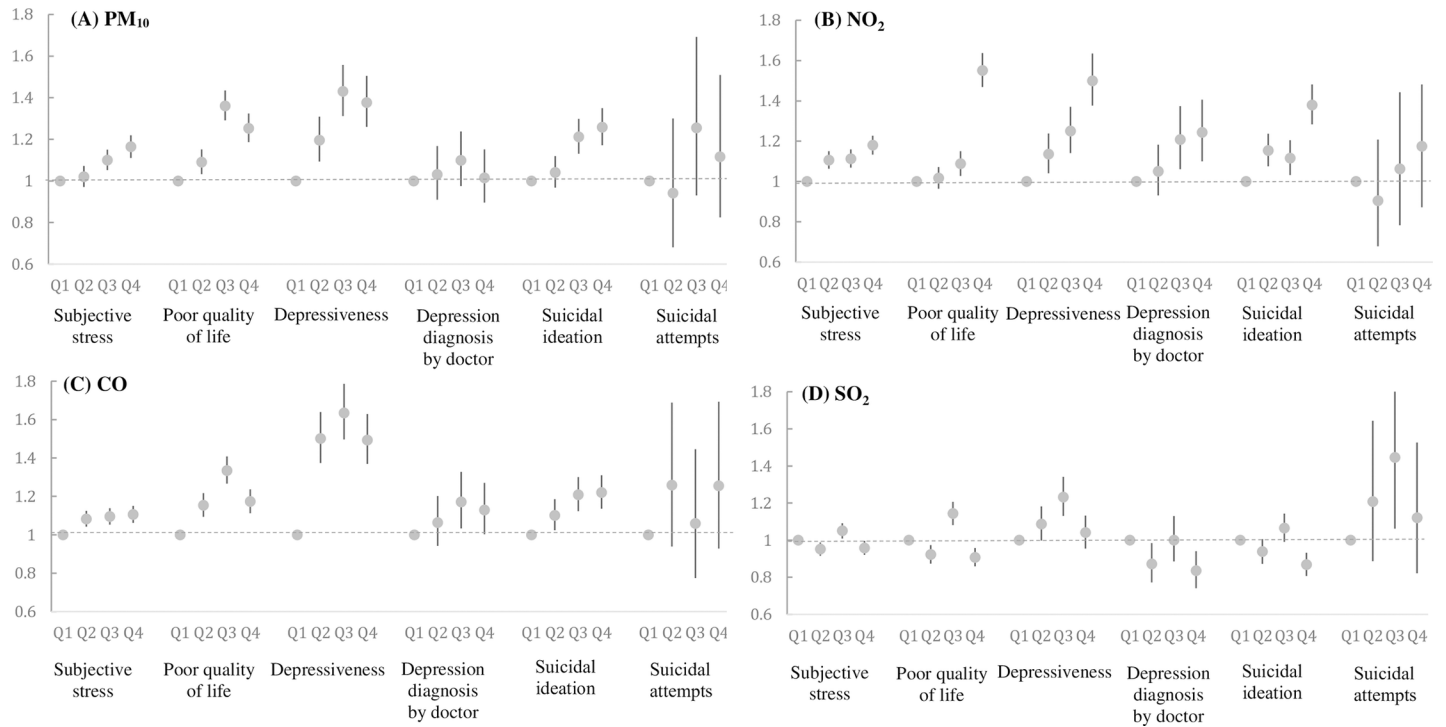 (A) PM₁₀
1.8
1.6
1.4
1.2
1
0.8
0.6
Q1 Q2 Q3 Q4 Q1 Q2 Q3 Q4 Q1 Q2 Q3 Q4 Q1 Q2 Q3 Q4 Q1 Q2 Q3 Q4 Q1 Q2 Q3 Q4
Subjective
stress
Poor quality
of life
Depressiveness
Depression
diagnosis
by doctor
Suicidal
ideation
Suicidal
attempts
(B) NO₂
1.8
1.6
1.4
1.2
1
0.8
0.6
Q1 Q2 Q3 Q4 Q1 Q2 Q3 Q4 Q1 Q2 Q3 Q4 Q1 Q2 Q3 Q4 Q1 Q2 Q3 Q4 Q1 Q2 Q3 Q4
Subjective
stress
Poor quality
of life
Depressiveness
Depression
diagnosis
by doctor
Suicidal
ideation
Suicidal
attempts
(C) CO
1.8
1.6
1.4
1.2
1
0.8
0.6
Q1 Q2 Q3 Q4 Q1 Q2 Q3 Q4 Q1 Q2 Q3 Q4 Q1 Q2 Q3 Q4 Q1 Q2 Q3 Q4 Q1 Q2 Q3 Q4
Subjective
stress
Poor quality
of life
Depressiveness
Depression
diagnosis
by doctor
Suicidal
ideation
Suicidal
attempts
(D) SO₂
1.8
1.6
1.4
1.2
1
0.8
0.6
Q1 Q2 Q3 Q4 Q1 Q2 Q3 Q4 Q1 Q2 Q3 Q4 Q1 Q2 Q3 Q4 Q1 Q2 Q3 Q4 Q1 Q2 Q3 Q4
Subjective
stress
Poor quality
of life
Depressiveness
Depression
diagnosis
by doctor
Suicidal
ideation
Suicidal
attempts